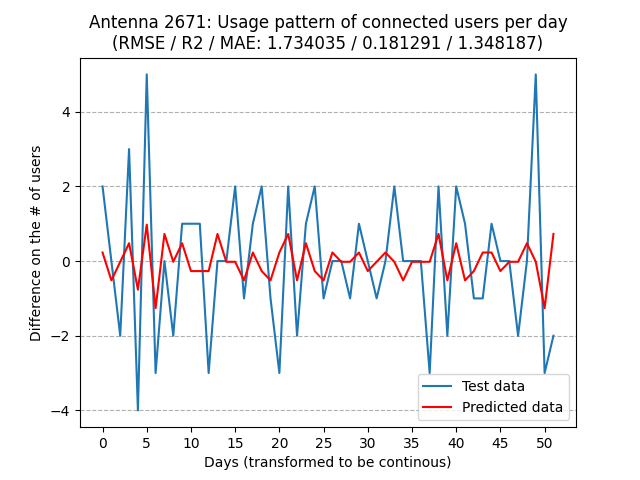 Antenna 2671: Usage pattern of connected users per day
(RMSE / R2 / MAE: 1.734035 / 0.181291 / 1.348187)
Difference on the # of users
4
2
0
−2
−4
0 5 10 15 20 25 30 35 40 45 50
Test data
Predicted data
Days (transformed to be continous)